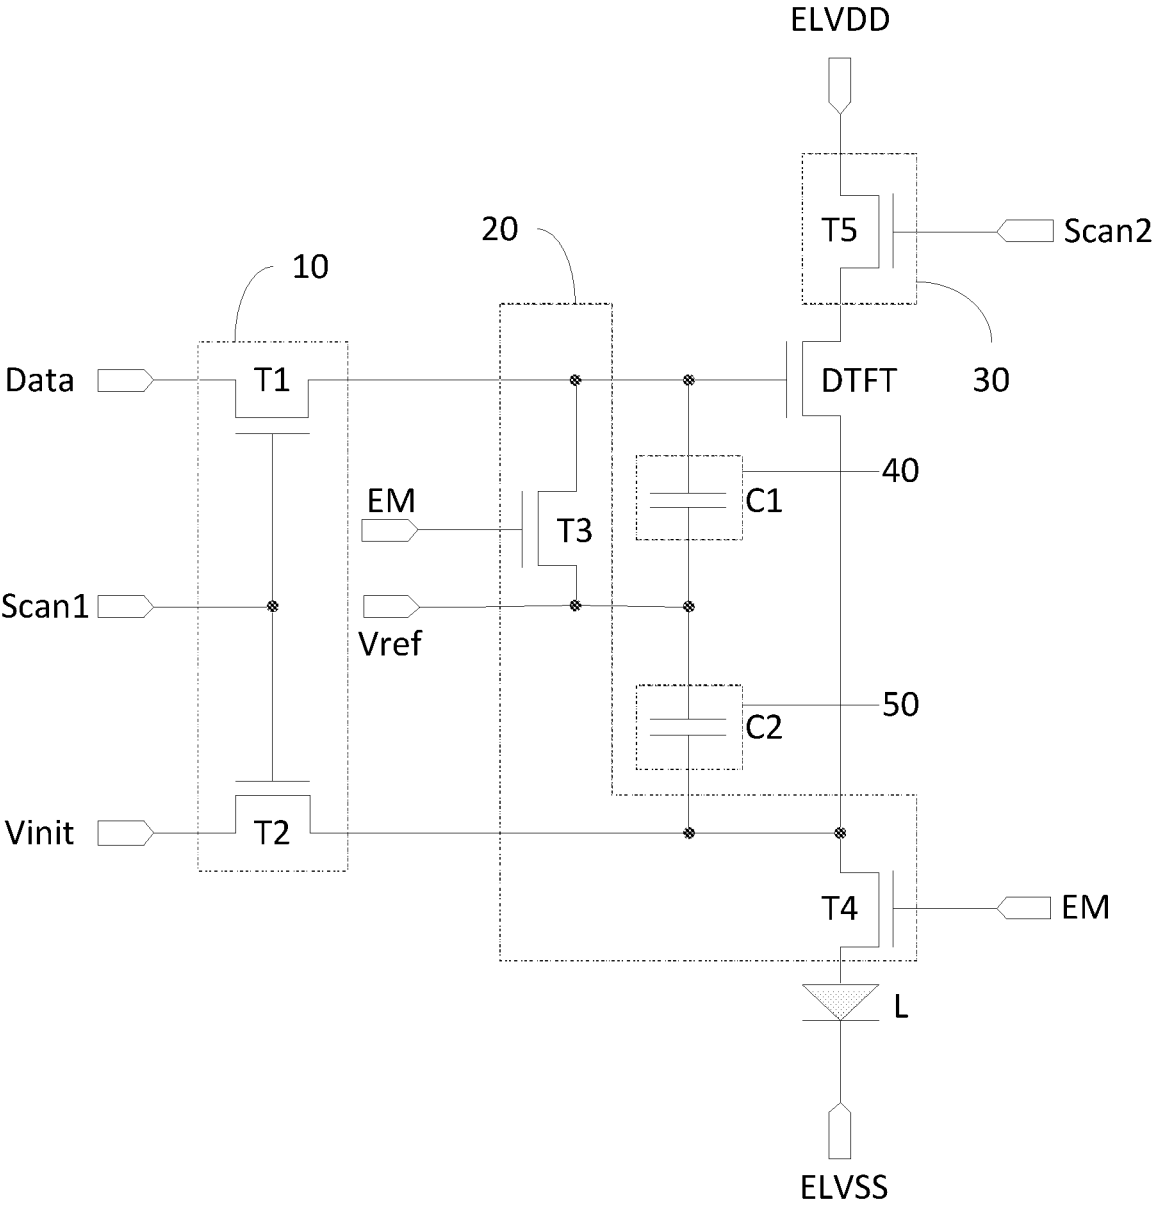 ELVDD
T5
Scan2
20
10
Data
T1
DTFT
30
40
EM
C1
T3
Scan1
Vref
50
C2
Vinit
T2
T4
EM
L
ELVSS